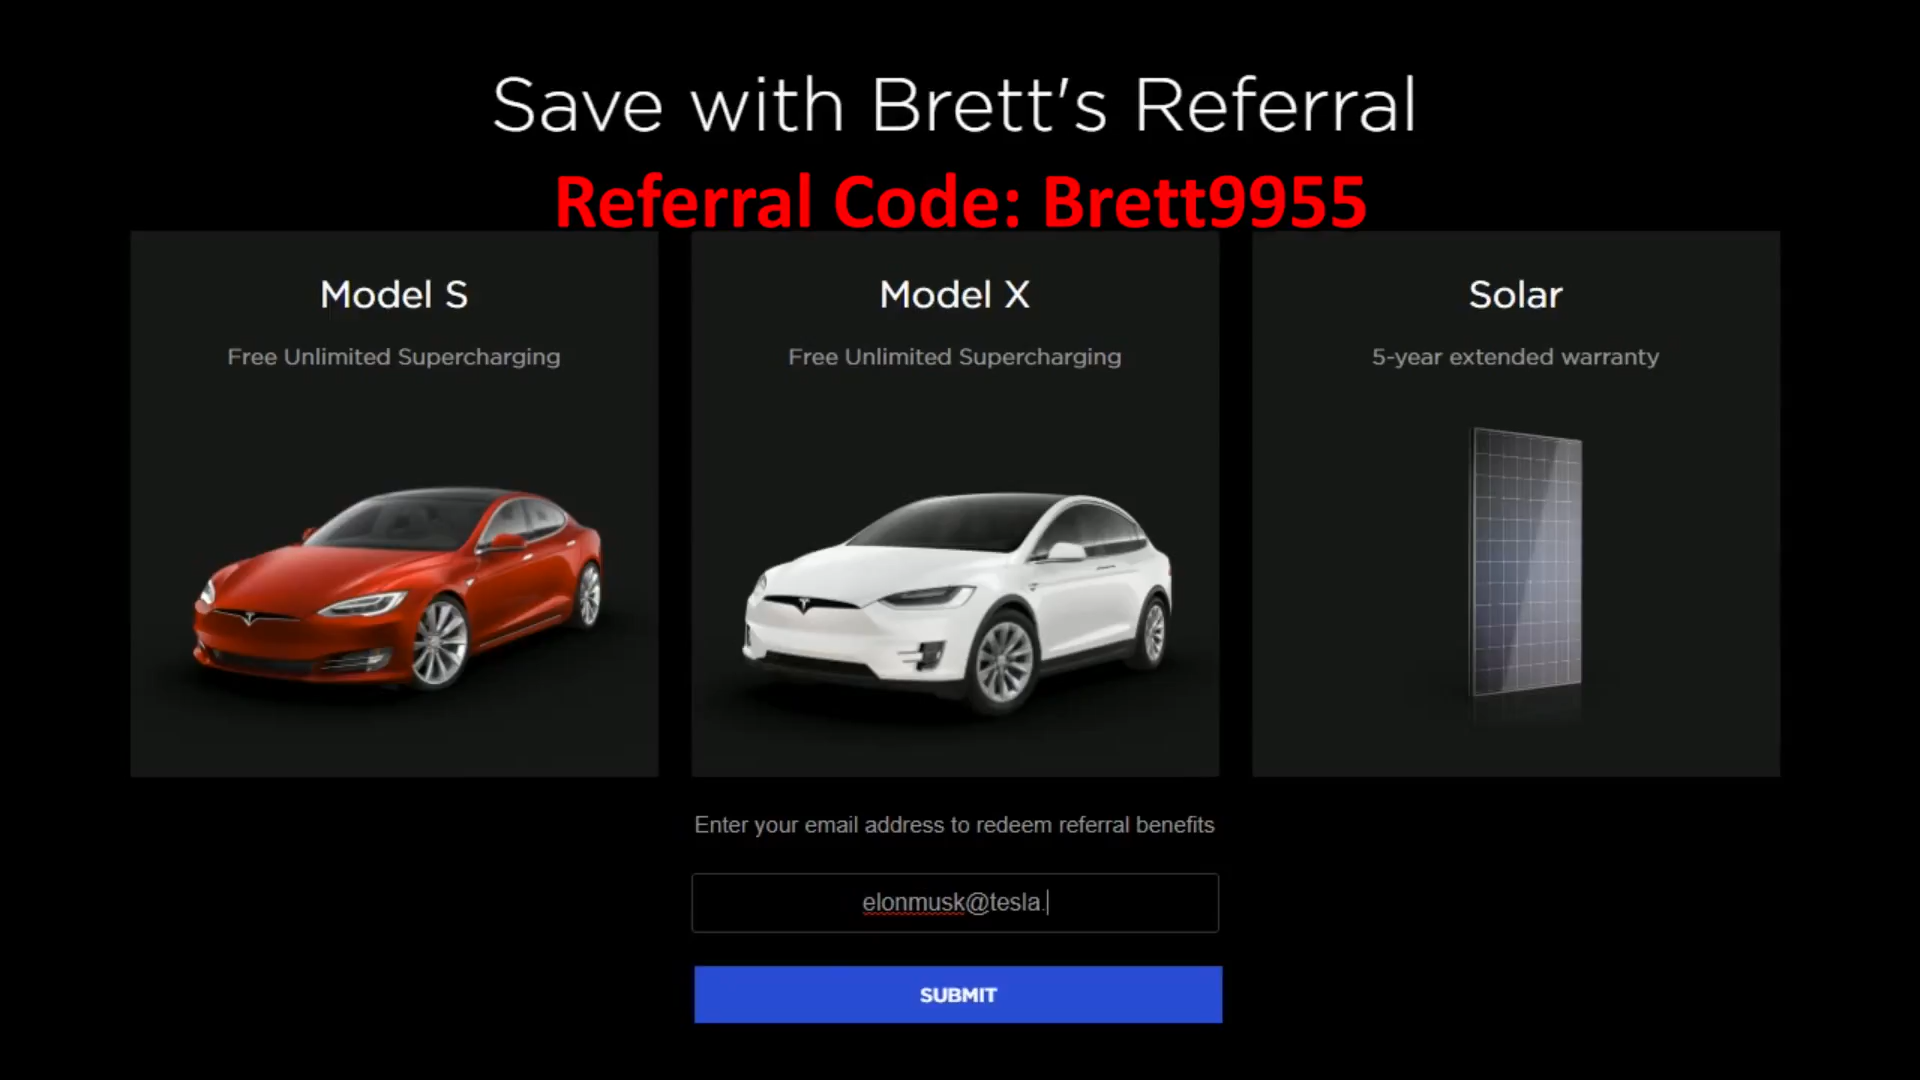 Save with Brett's Referral
Referral Code: Brett9955
Model S
Free Unlimited Supercharging
Model X
Free Unlimited Supercharging
Solar
5-year extended warranty
Enter your email address to redeem referral benefits
elonmusk@tesla.
SUBMIT